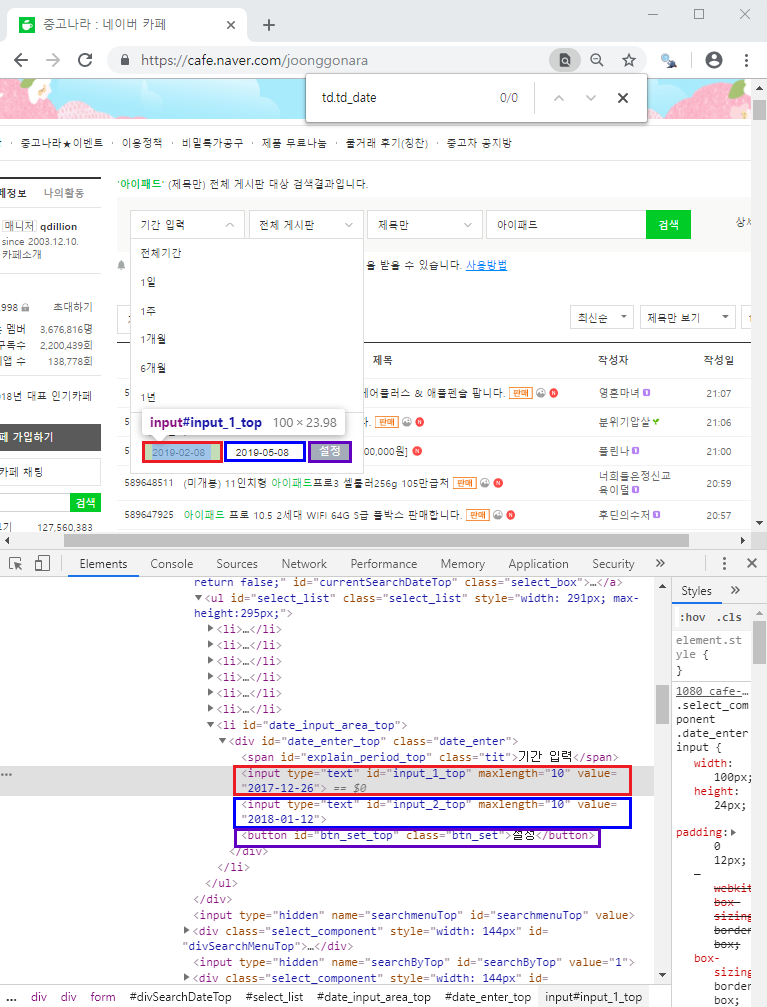 중고나라 : 네이버 카페
https://cafe.naver.com/joonggonara
td.td_date 0/0
· 중고나라★이벤트 · 이용정책 · 비밀특가공구 · 제품 무료나눔 · 물거래 후기(칭찬) · 중고차 공지방
페정보 나의활동
'아이패드' (제목만) 전체 게시판 대상 검색결과입니다.
매니저 qdillion
since 2003.12.10.
카페소개
기간 입력 전체 게시판 제목만 아이패드 검색 상세
전체기간
을 받을 수 있습니다. 사용방법
1일
998 초대하기
1주
멤버 3,676,816명
최신순 제목만 보기
구독수 2,200,439회
1개월
앱 수 138,778회
제목 작성자 작성일
6개월
018년 대표 인기카페
1년
에어플러스 & 애플펜슬 팝니다. 판매 N 영흔마녀 21:07
input#input_1_top 100 × 23.98
다. 판매 N 분위기압살 21:06
페 가입하기
2019-02-08 2019-05-08 설정
00,000원] N 플린나 21:00
카페 채팅
589648511 (미개봉) 11인치형 아이패드프로3 셀룰러256g 105만급처 판매 N 너희들은정신교육이덜 20:59
검색
589647925 아이패드 프로 10.5 2세대 WIFI 64G S급 풀박스 판매합니다. 판매 N 후딘의수저 20:57
127,560,383
Elements Console Sources Network Performance Memory Application Security »
return false;" id="currentSearchDateTop" class="select_box">…</a>
▼<ul id="select_list" class="select_list" style="width: 291px; max-
height:295px;">
▶<li>…</li>
▶<li>…</li>
▶<li>…</li>
▶<li>…</li>
▶<li>…</li>
▶<li>…</li>
▼<li id="date_input_area_top">
▼<div id="date_enter_top" class="date_enter">
<span id="explain_period_top" class="tit">기간 입력</span>
<input type="text" id="input_1_top" maxlength="10" value=
"2017-12-26"> == $0
<input type="text" id="input_2_top" maxlength="10" value=
"2018-01-12">
<button id="btn_set_top" class="btn_set">설정</button>
</div>
</li>
</ul>
</div>
<input type="hidden" name="searchmenuTop" id="searchmenuTop" value>
▶<div class="select_component" style="width: 144px" id=
"divSearchMenuTop">…</div>
<input type="hidden" name="searchByTop" id="searchByTop" value="1">
▶<div class="select_component" style="width: 144px" id=
Styles »
:hov .cls
element.st
yle {
}
1080 cafe-…
.select_com
ponent
.date_enter
input {
width:
100px;
height:
24px;
padding:▶
0
12px;
webkit
box-
sizing
border
box;
box-
sizing:
border
box;
… div div form #divSearchDateTop #select_list #date_input_area_top #date_enter_top input#input_1_top